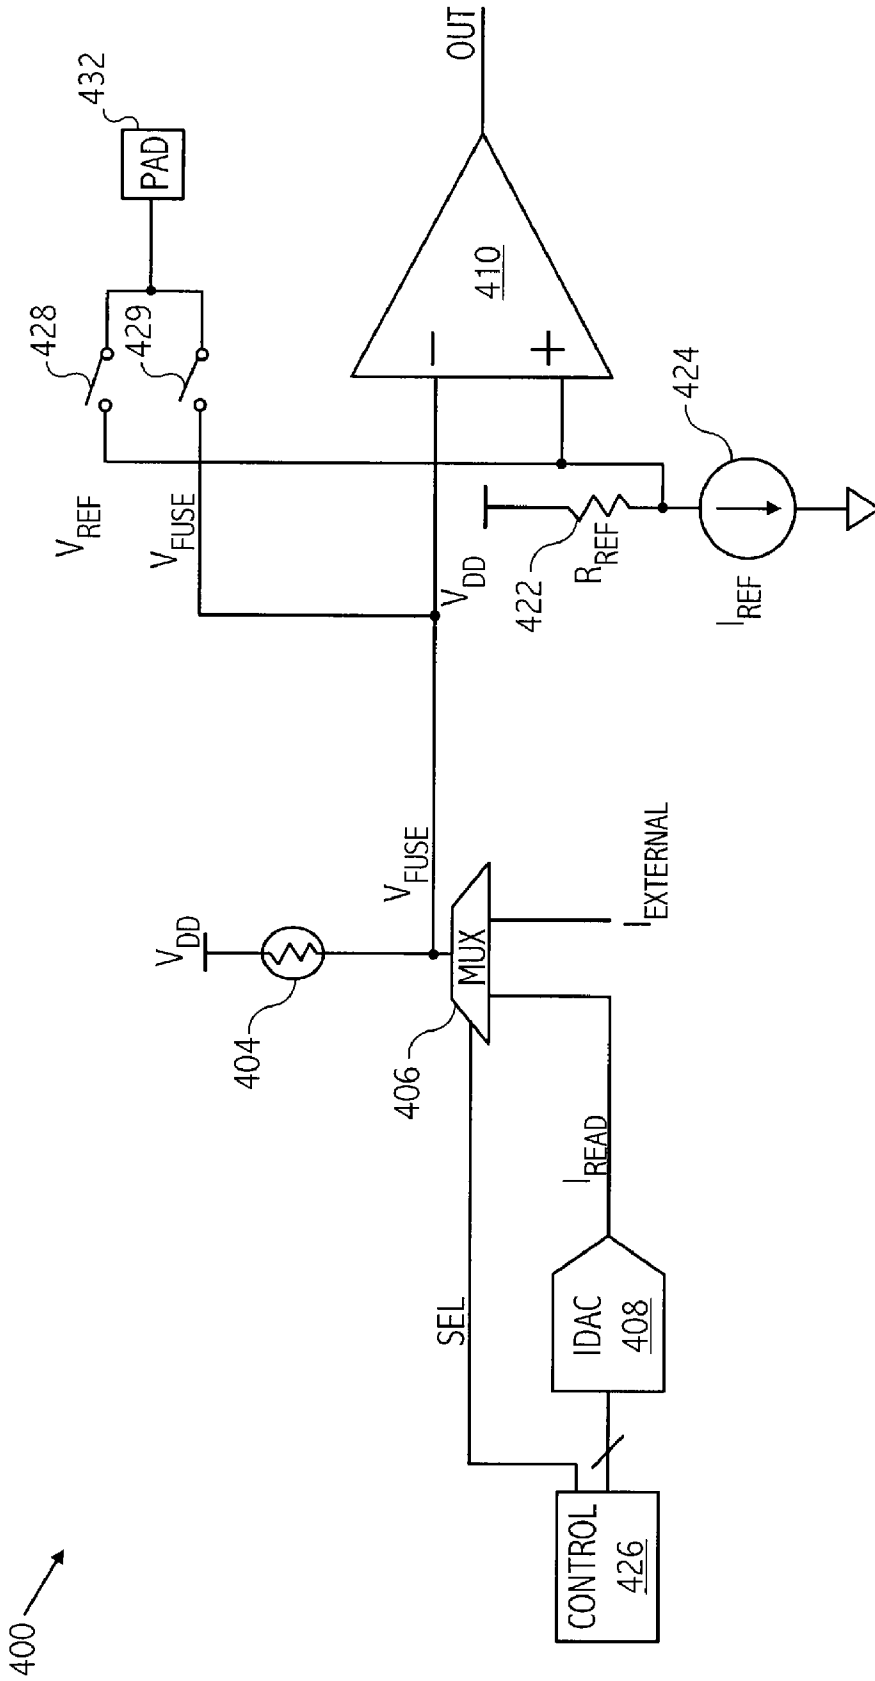 400
432
PAD
428
429
V_REF
V_FUSE
OUT
410
−
+
V_DD
422
R_REF
424
I_REF
V_DD
404
V_FUSE
MUX
406
I_EXTERNAL
SEL
I_READ
IDAC
408
CONTROL
426